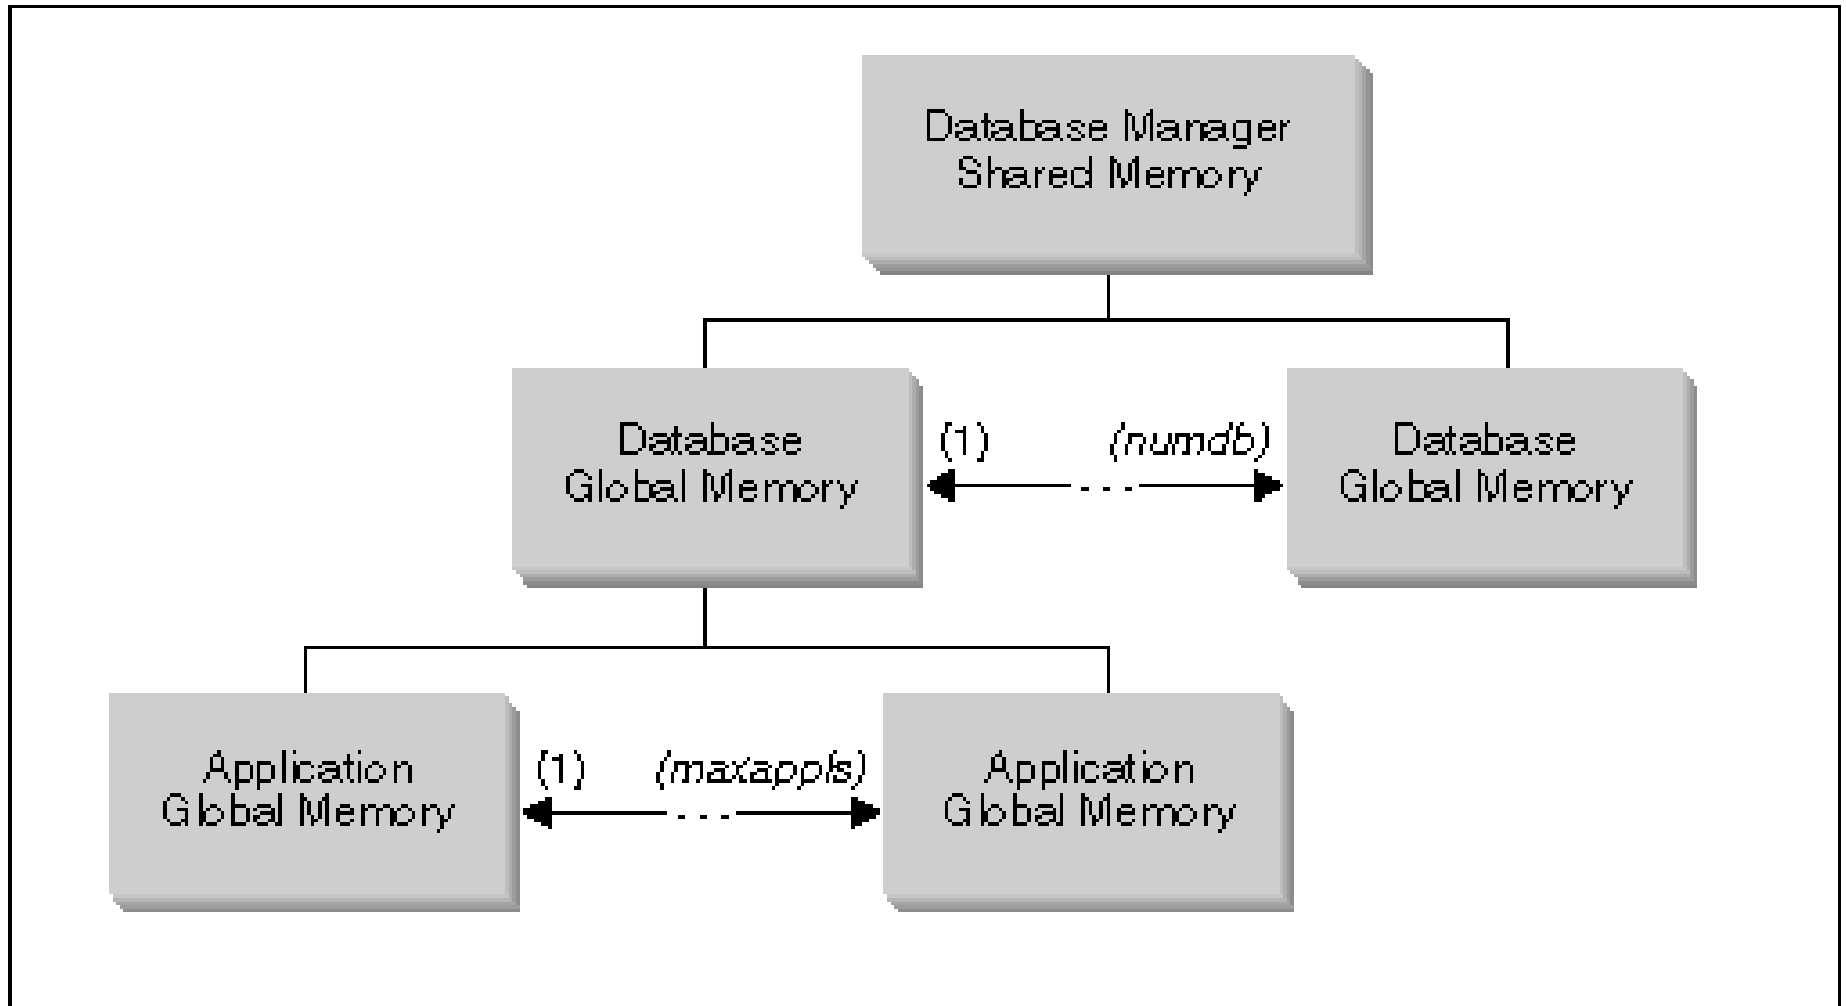 Database Manager
Shared Memory
Database
Global Memory
(1)
(numdb)
Database
Global Memory
Application
Global Memory
(1)
(maxappls)
Application
Global Memory